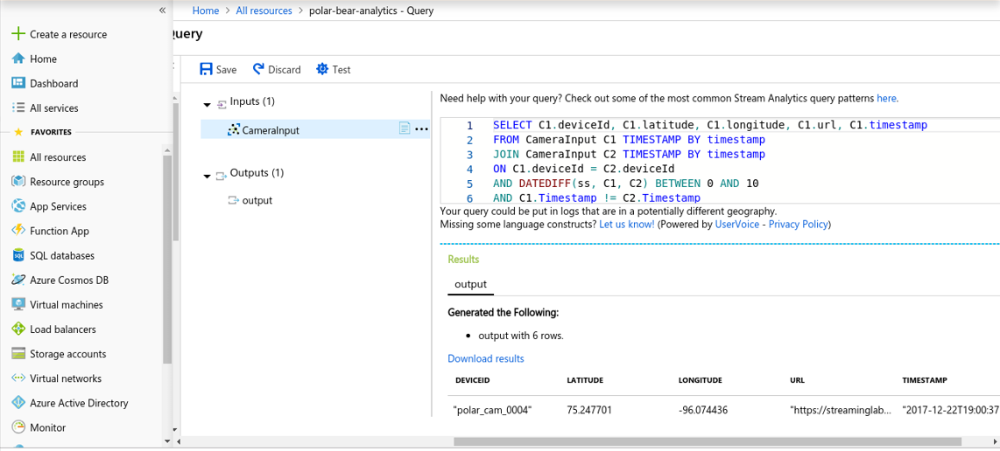 «
Home > All resources > polar-bear-analytics - Query
Query
Create a resource
Home
Dashboard
All services
FAVORITES
All resources
Resource groups
App Services
Function App
SQL databases
Azure Cosmos DB
Virtual machines
Load balancers
Storage accounts
Virtual networks
Azure Active Directory
Monitor
Save Discard Test
Inputs (1)
CameraInput
Outputs (1)
output
Need help with your query? Check out some of the most common Stream Analytics query patterns here.
1 SELECT C1.deviceId, C1.latitude, C1.longitude, C1.url, C1.timestamp
2 FROM CameraInput C1 TIMESTAMP BY timestamp
3 JOIN CameraInput C2 TIMESTAMP BY timestamp
4 ON C1.deviceId = C2.deviceId
5 AND DATEDIFF(ss, C1, C2) BETWEEN 0 AND 10
6 AND C1.Timestamp != C2.Timestamp
Your query could be put in logs that are in a potentially different geography.
Missing some language constructs? Let us know! (Powered by UserVoice - Privacy Policy)
Results
output
Generated the Following:
• output with 6 rows.
Download results
DEVICEID LATITUDE LONGITUDE URL TIMESTAMP
"polar_cam_0004" 75.247701 -96.074436 "https://streaminglab... "2017-12-22T19:00:37